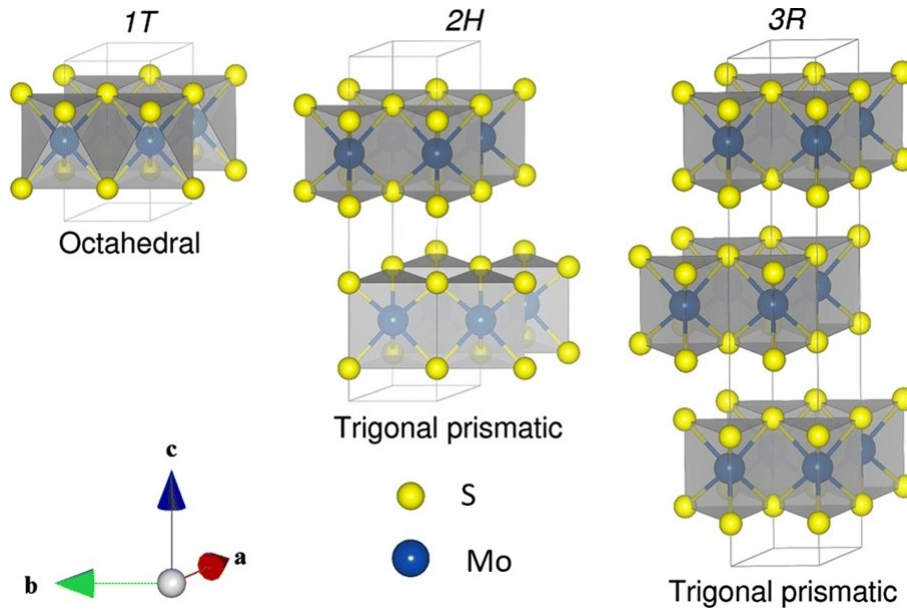 1T
2H
3R
Octahedral
Trigonal prismatic
Trigonal prismatic
S
Mo
c
b
a